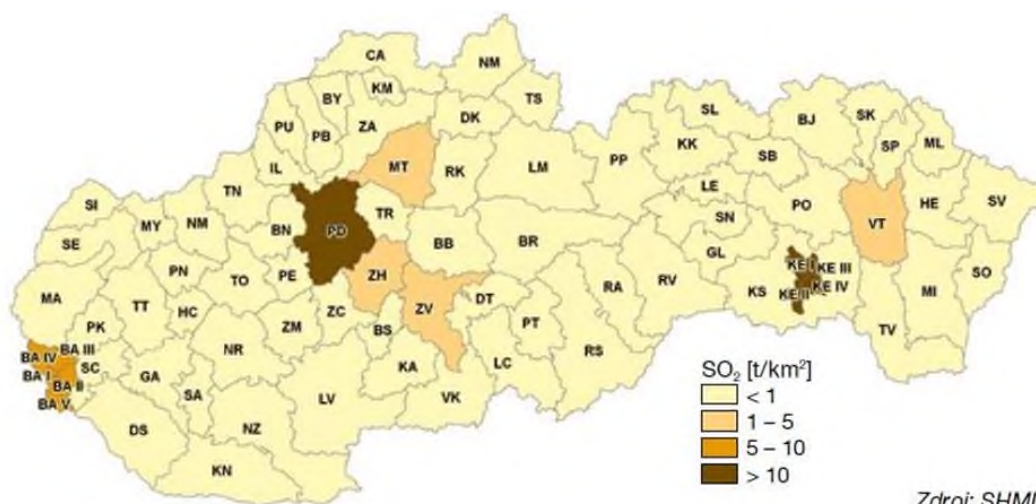 CA
NM
KM
BY
TS
PU
PB
ZA
DK
SL
BJ
SK
SP
ML
IL
MT
RK
LM
PP
KK
SB
TN
LE
PO
VT
HE
SV
SI
MY
NM
BN
PD
TR
BB
BR
SN
SE
GL
PN
TO
PE
ZH
RV
KS
KE I
KE III
KE II
KE IV
SO
MI
MA
TT
HC
ZM
ZC
BS
ZV
DT
RA
PT
TV
PK
NR
KA
LC
RS
BA IV
BA III
BA I
SC
BA II
BA V
GA
SA
LV
VK
DS
NZ
KN
SO₂ [t/km²]
< 1
1 – 5
5 – 10
> 10
Zdroj: SHMÚ